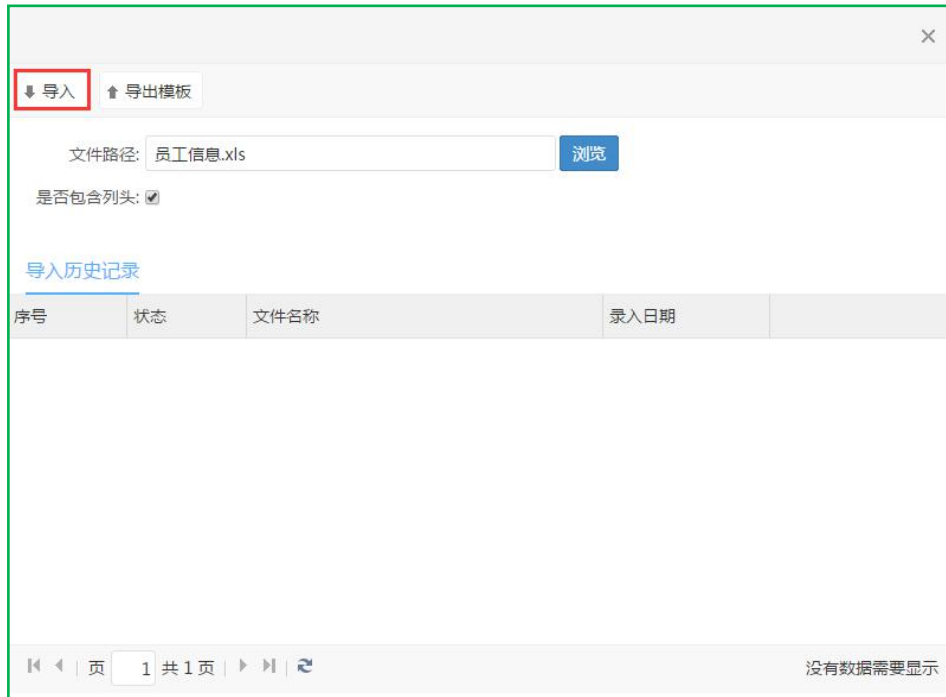 导入 导出模板
文件路径: 员工信息.xls 浏览
是否包含列头:
导入历史记录
序号 状态 文件名称 录入日期
页 1 共1页 没有数据需要显示